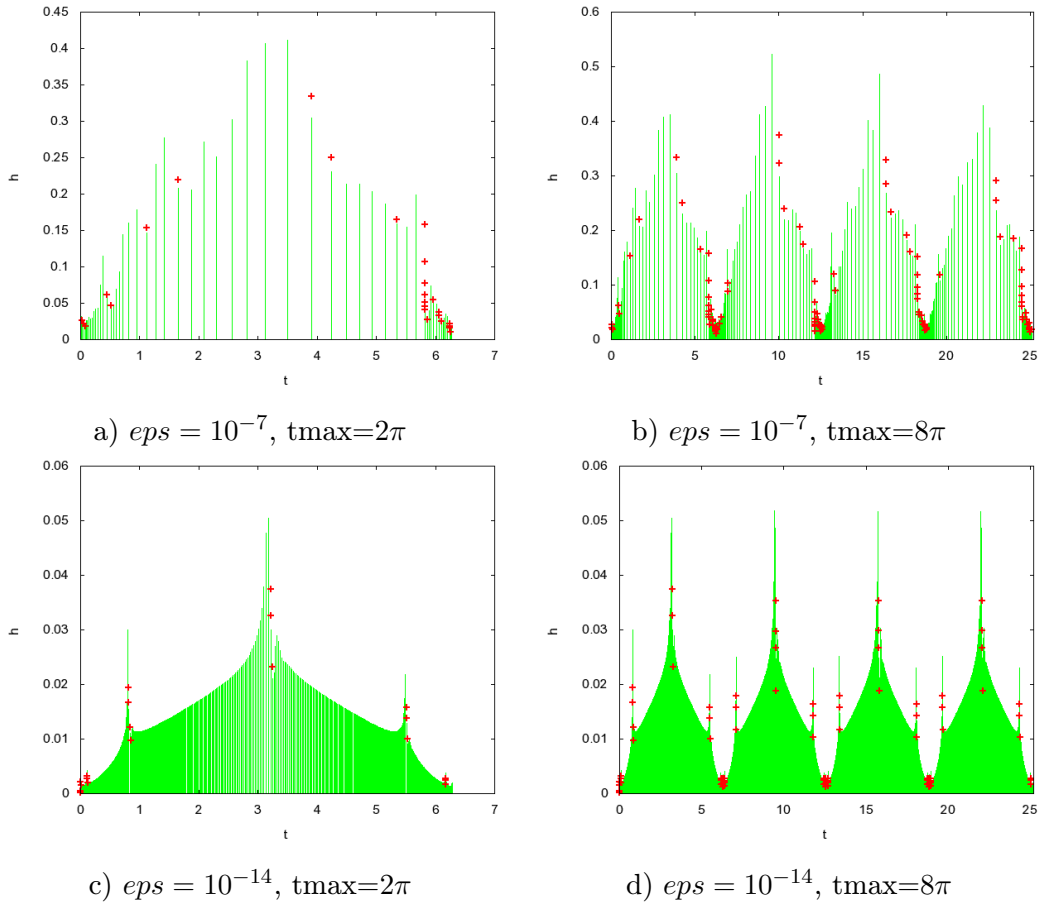 0.45
0.4
0.35
0.3
0.25
0.2
0.15
0.1
0.05
0
h
0 1 2 3 4 5 6 7
t
0.6
0.5
0.4
0.3
0.2
0.1
0
h
0 5 10 15 20 25
t
a) eps = 10⁻⁷, tmax=2π
b) eps = 10⁻⁷, tmax=8π
0.06
0.05
0.04
0.03
0.02
0.01
0
h
0 1 2 3 4 5 6 7
t
0.06
0.05
0.04
0.03
0.02
0.01
0
h
0 5 10 15 20 25
t
c) eps = 10⁻¹⁴, tmax=2π
d) eps = 10⁻¹⁴, tmax=8π